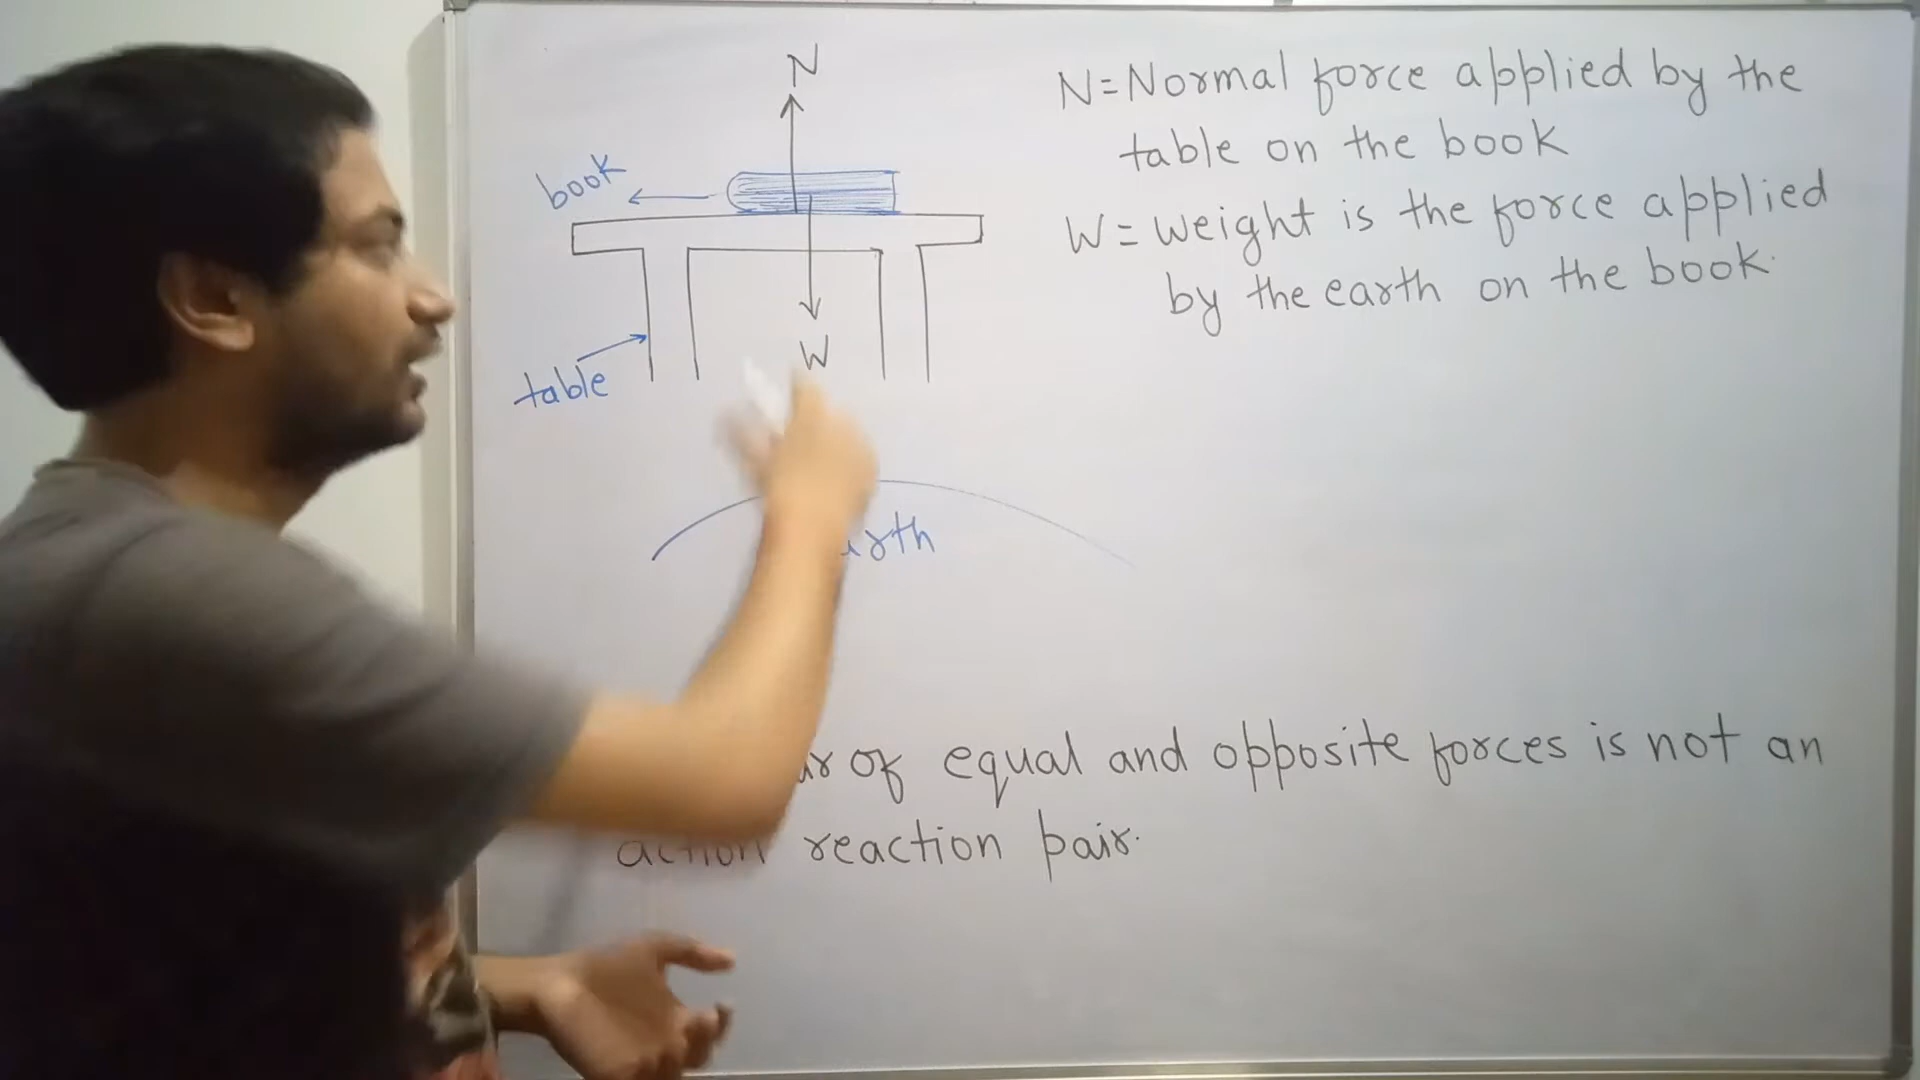 N
book
table
W
N=Normal force applied by the
table on the book
W= Weight is the force applied
by the earth on the book.
of equal and opposite forces is not an
action reaction pair.